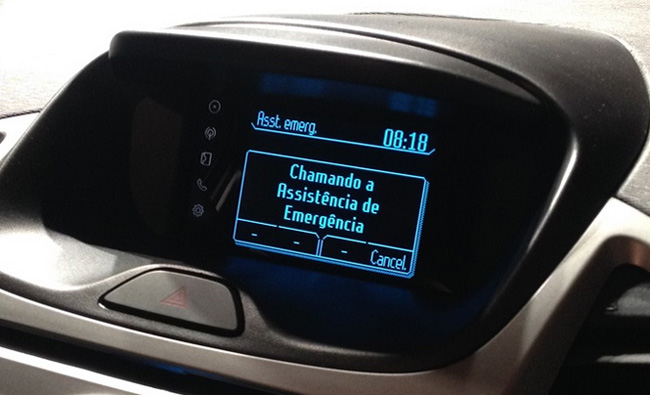 Asst. emerg.
08:18
Chamando a
Assistência de
Emergência
- - - Cancel.